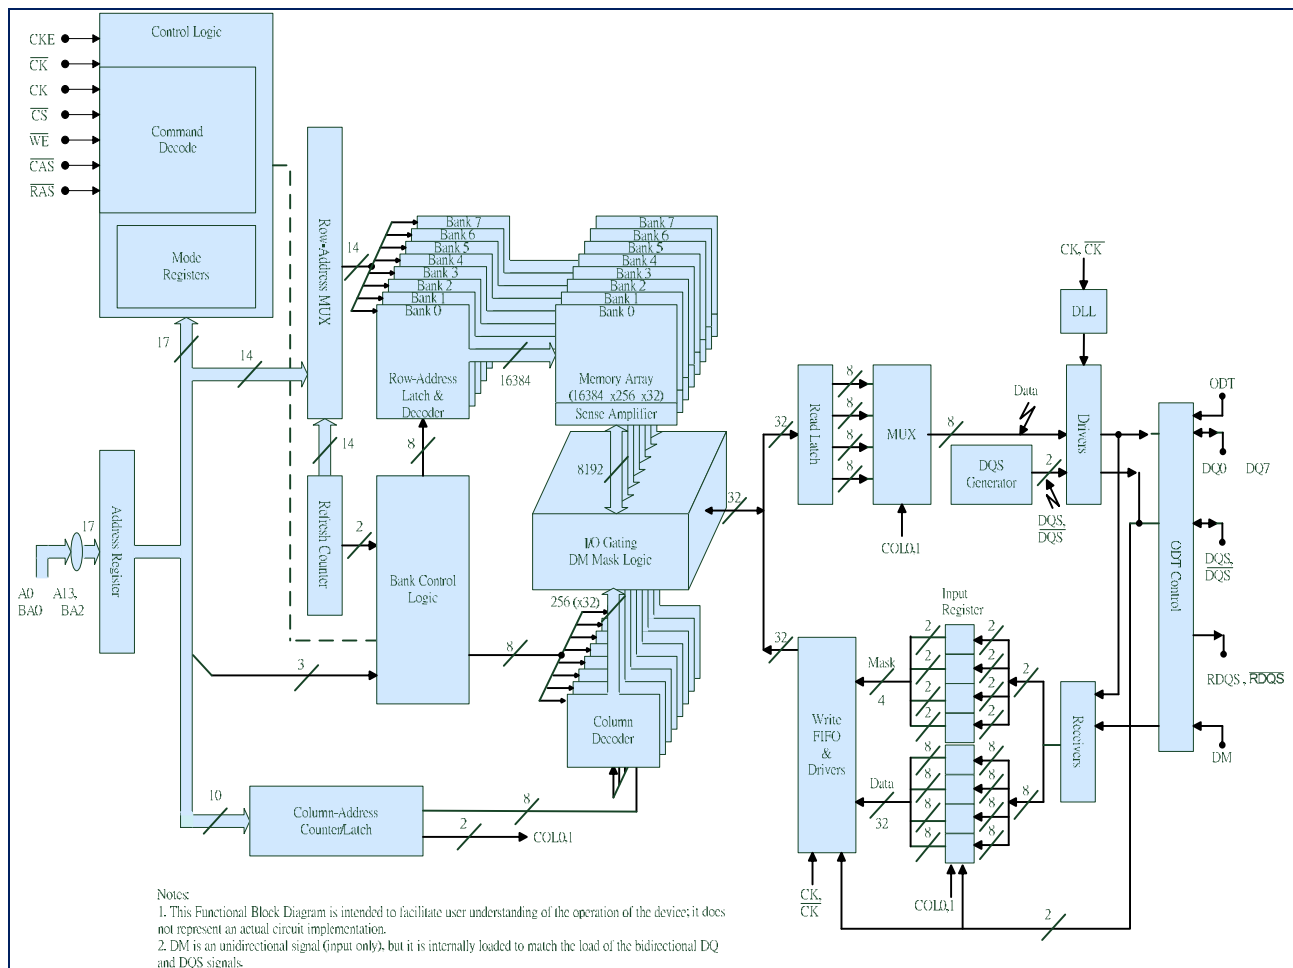 Control Logic
CKE
CK
CK
CS
WE
CAS
RAS
Command
Decode
Mode
Registers
17
14
Row-Address MUX
14
14
Refresh Counter
2
Address Register
17
A0 A13,
BA0 BA2
Bank 7
Bank 6
Bank 5
Bank 4
Bank 3
Bank 2
Bank 1
Bank 0
Row-Address
Latch &
Decoder
8
16384
Bank 7
Bank 6
Bank 5
Bank 4
Bank 3
Bank 2
Bank 1
Bank 0
Memory Array
(16384 x256 x32)
Sense Amplifier
8192
I/O Gating
DM Mask Logic
256 (x32)
Bank Control
Logic
8
3
Column
Decoder
10
Column-Address
Counter/Latch
8
2
COL0,1
32
32
Read Latch
8
8
8
8
MUX
COL0,1
8
Data
DQS
Generator
2
DQS,
DQS
CK, CK
DLL
Drivers
ODT
DQ0 DQ7
DQS,
DQS
ODT Control
RDQS , RDQS
DM
32
Write
FIFO
&
Drivers
CK,
CK
Mask
4
Data
32
Input
Register
2
2
2
2
2
2
2
2
2
8
8
8
8
8
8
8
8
8
Receivers
COL0,1
2
Notes:
1. This Functional Block Diagram is intended to facilitate user understanding of the operation of the device; it does
not represent an actual circuit implementation.
2. DM is an unidirectional signal (input only), but it is internally loaded to match the load of the bidirectional DQ
and DQS signals.